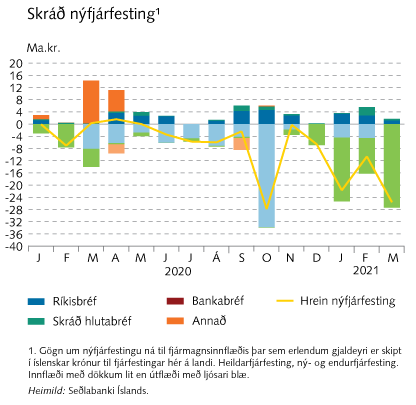 Skráð nýfjárfesting¹
Ma.kr.
20
16
12
8
4
0
-4
-8
-12
-16
-20
-24
-28
-32
-36
-40
J F M A M J J Á S O N D J F M
2020 2021
Ríkisbréf Bankabréf Hrein nýfjárfesting
Skráð hlutabréf Annað
1. Gögn um nýfjárfestingu ná til fjármagnsinnflæðis þar sem erlendum gjaldeyri er skipt
í íslenskar krónur til fjárfestingar hér á landi. Heildarfjárfesting, ný- og endurfjárfesting.
Innflæði með dökkum lit en útflæði með ljósari blæ.
Heimild: Seðlabanki Íslands.